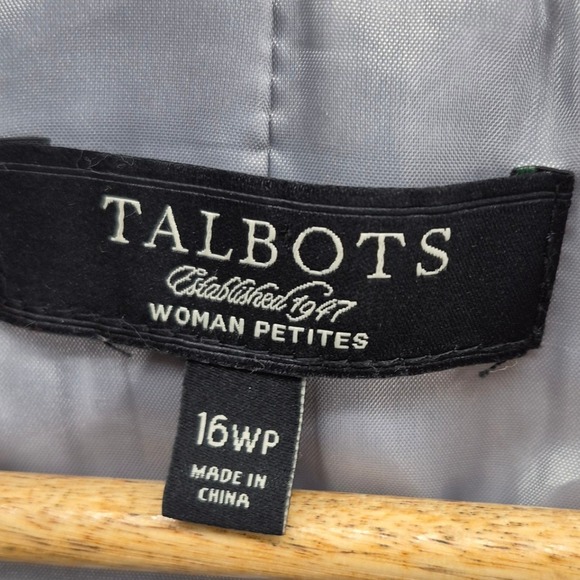 TALBOTS
Established 1947
WOMAN PETITES
16WP
MADE IN
CHINA